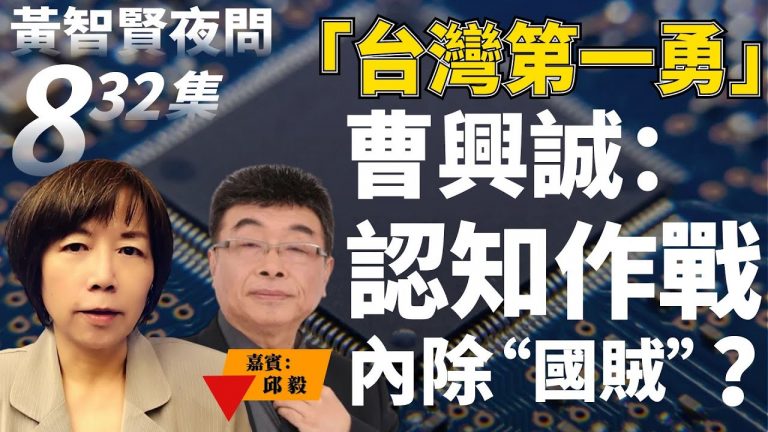 黃智賢夜問
832集
「台灣第一勇」
曹興誠：
認知作戰
內除“國賊”？
嘉賓：
邱毅